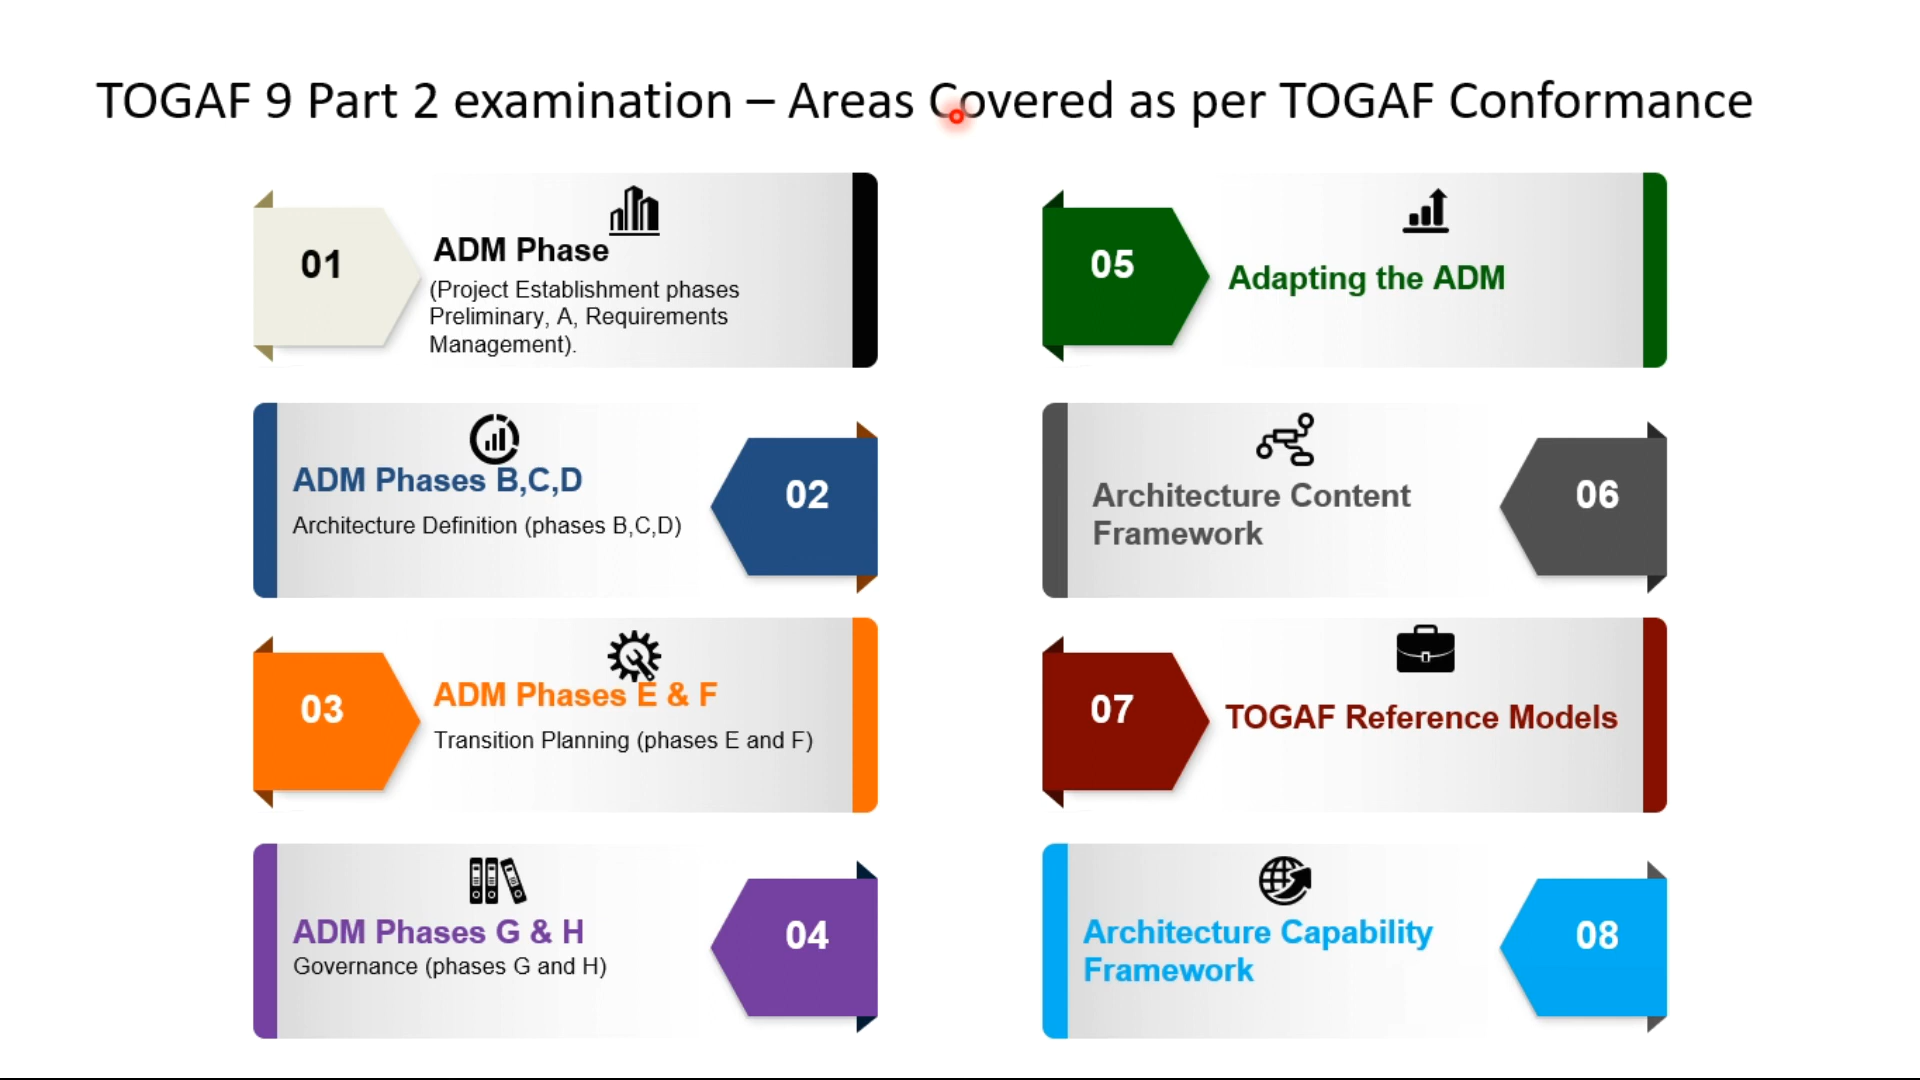 TOGAF 9 Part 2 examination – Areas Covered as per TOGAF Conformance
01
ADM Phase
(Project Establishment phases
Preliminary, A, Requirements
Management).
ADM Phases B,C,D
Architecture Definition (phases B,C,D)
02
03
ADM Phases E & F
Transition Planning (phases E and F)
ADM Phases G & H
Governance (phases G and H)
04
05
Adapting the ADM
Architecture Content
Framework
06
07
TOGAF Reference Models
Architecture Capability
Framework
08